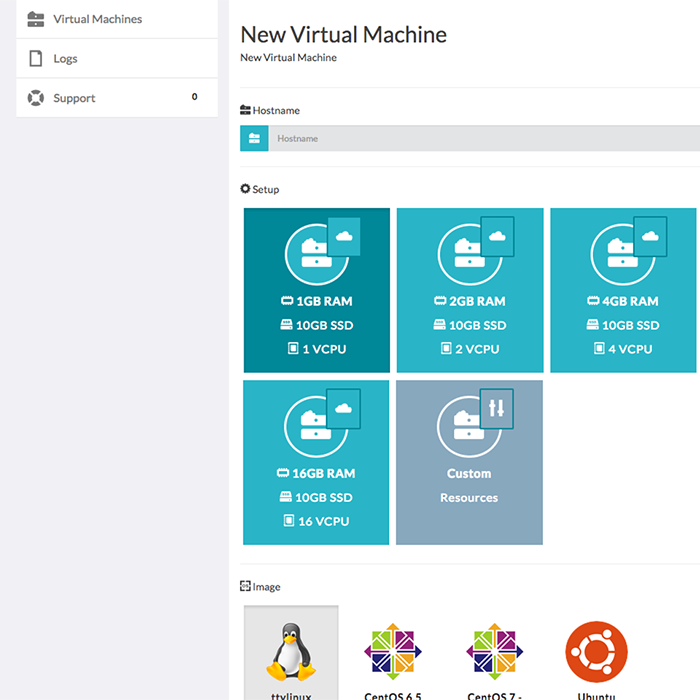 Virtual Machines
Logs
Support 0
New Virtual Machine
New Virtual Machine
Hostname
Hostname
Setup
1GB RAM
10GB SSD
1 VCPU
2GB RAM
10GB SSD
2 VCPU
4GB RAM
10GB SSD
4 VCPU
16GB RAM
10GB SSD
16 VCPU
Custom
Resources
Image
ttylinux
CentOS 6.5
CentOS 7 -
Ubuntu